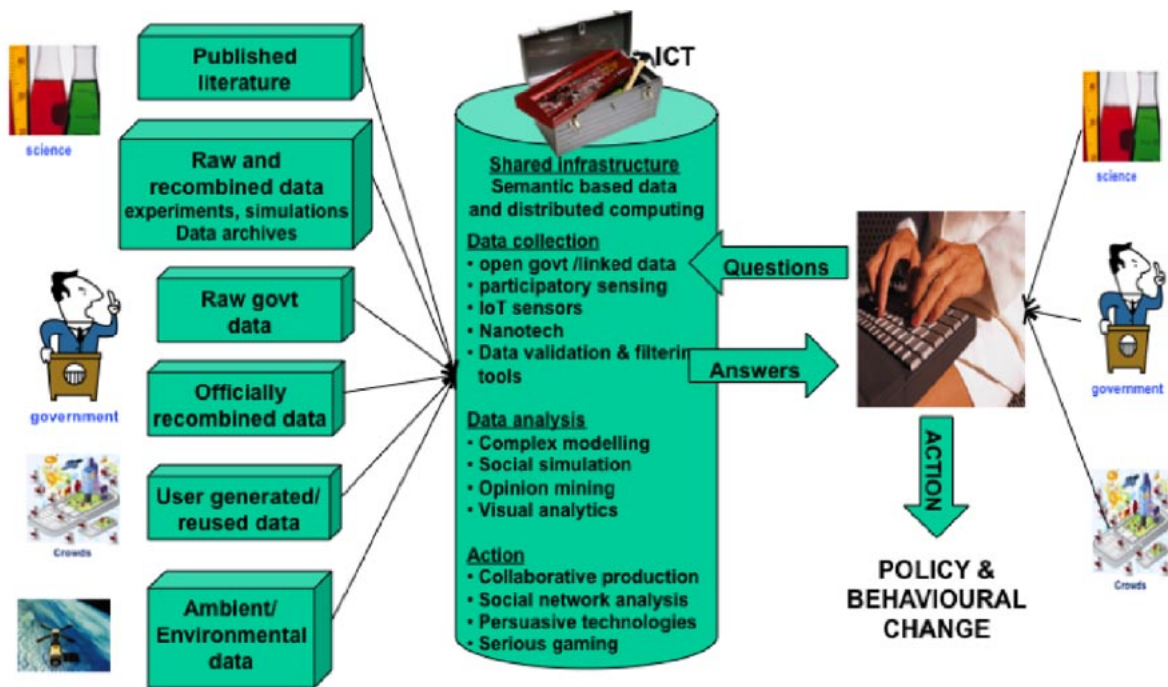 science
Published
literature
Raw and
recombined data
experiments, simulations
Data archives
government
Raw govt
data
Officially
recombined data
Crowds
User generated/
reused data
Ambient/
Environmental
data
ICT
Shared infrastructure
Semantic based data
and distributed computing
Data collection
• open govt /linked data
• participatory sensing
• IoT sensors
• Nanotech
• Data validation & filterin
tools
Data analysis
• Complex modelling
• Social simulation
• Opinion mining
• Visual analytics
Action
• Collaborative production
• Social network analysis
• Persuasive technologies
• Serious gaming
Questions
Answers
ACTION
POLICY &
BEHAVIOURAL
CHANGE
science
government
Crowds